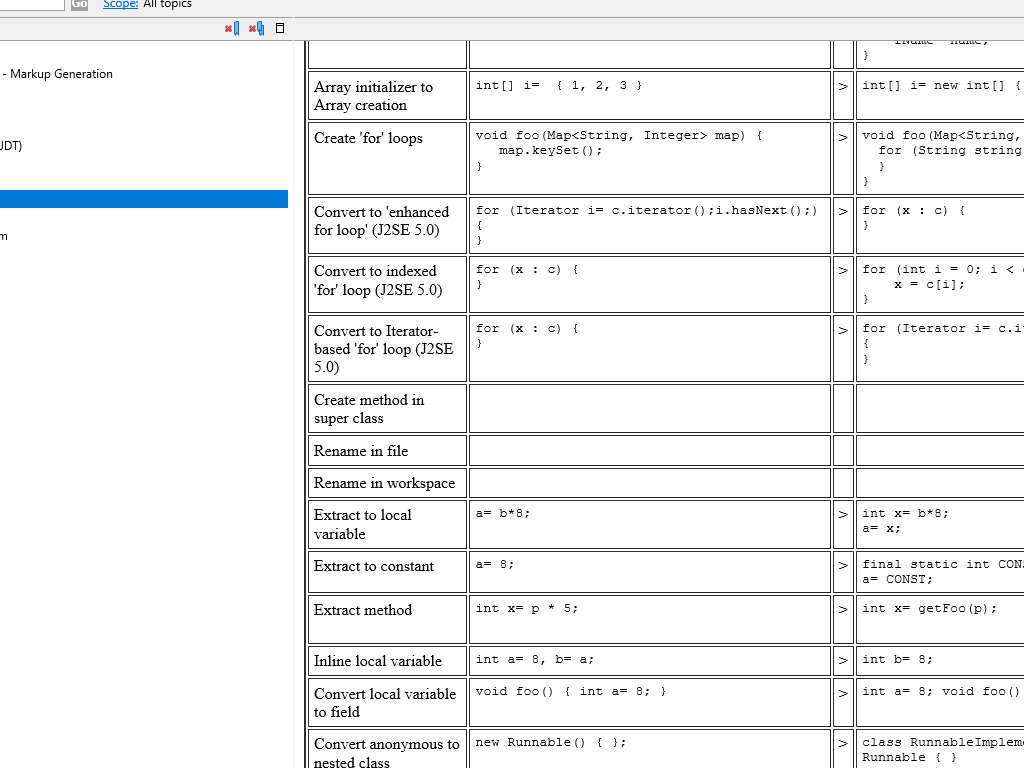 Go Scope: All topics
- Markup Generation
JDT)
m
}
Array initializer to
Array creation
int[] i=  { 1, 2, 3 }
>
int[] i= new int[] {
Create 'for' loops
void foo(Map<String, Integer> map) {
   map.keySet();
}
>
void foo(Map<String,
  for (String string
  }
}
Convert to 'enhanced
for loop' (J2SE 5.0)
for (Iterator i= c.iterator();i.hasNext();)
{
}
>
for (x : c) {
}
Convert to indexed
'for' loop (J2SE 5.0)
for (x : c) {
}
>
for (int i = 0; i <
    x = c[i];
}
Convert to Iterator-
based 'for' loop (J2SE
5.0)
for (x : c) {
}
>
for (Iterator i= c.i
{
}
Create method in
super class
Rename in file
Rename in workspace
Extract to local
variable
a= b*8;
>
int x= b*8;
a= x;
Extract to constant
a= 8;
>
final static int CONS
a= CONST;
Extract method
int x= p * 5;
>
int x= getFoo(p);
Inline local variable
int a= 8, b= a;
>
int b= 8;
Convert local variable
to field
void foo() { int a= 8; }
>
int a= 8; void foo()
Convert anonymous to
nested class
new Runnable() { };
>
class RunnableImpleme
Runnable { }